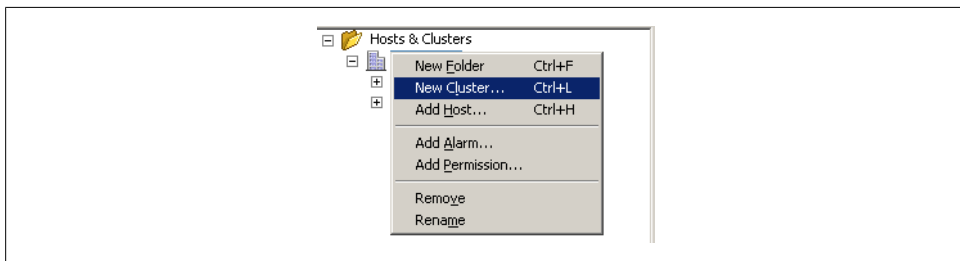 Hosts & Clusters
New Folder Ctrl+F
New Cluster... Ctrl+L
Add Host... Ctrl+H
Add Alarm...
Add Permission...
Remove
Rename